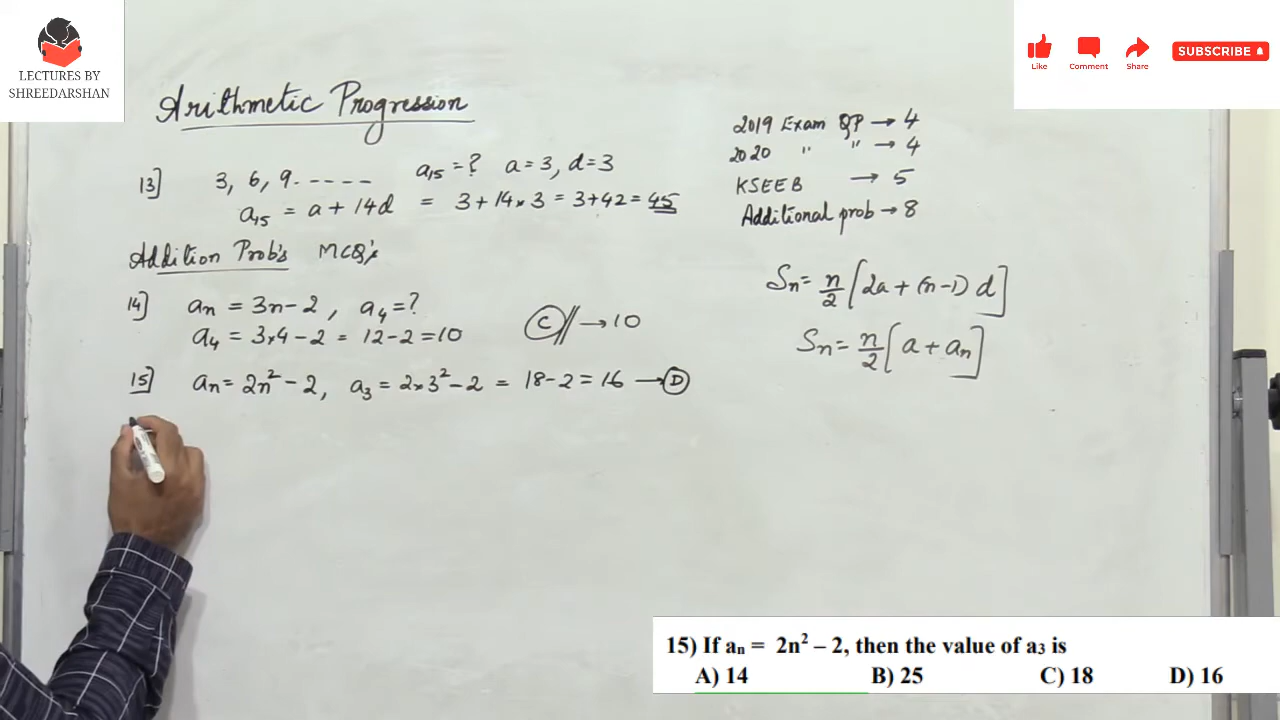 LECTURES BY
SHREEDARSHAN
Like Comment Share SUBSCRIBE
Arithmetic Progression
13] 3, 6, 9. ---- a₁₅ = ? a = 3, d = 3
a₁₅ = a + 14d = 3 + 14×3 = 3+42 = 45
Addition Prob's MCQ's
14] aₙ = 3n − 2, a₄ = ?
a₄ = 3×4 − 2 = 12 − 2 = 10 C // → 10
15] aₙ = 2n² − 2, a₃ = 2×3² − 2 = 18 − 2 = 16 → D
2019 Exam QP → 4
2020 " " → 4
KSEEB → 5
Additional prob → 8
Sₙ = n/2 [2a + (n−1) d]
Sₙ = n/2 [a + aₙ]
15) If aₙ = 2n² – 2, then the value of a₃ is
A) 14 B) 25 C) 18 D) 16